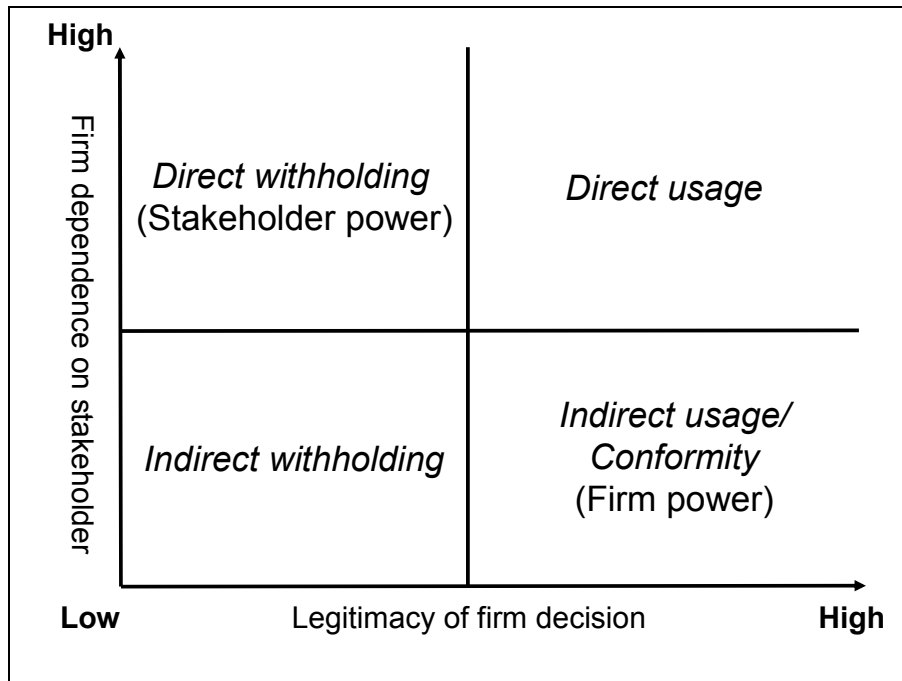 High
Firm dependence on stakeholder
Direct withholding
(Stakeholder power)
Direct usage
Indirect withholding
Indirect usage/
Conformity
(Firm power)
Low
Legitimacy of firm decision
High